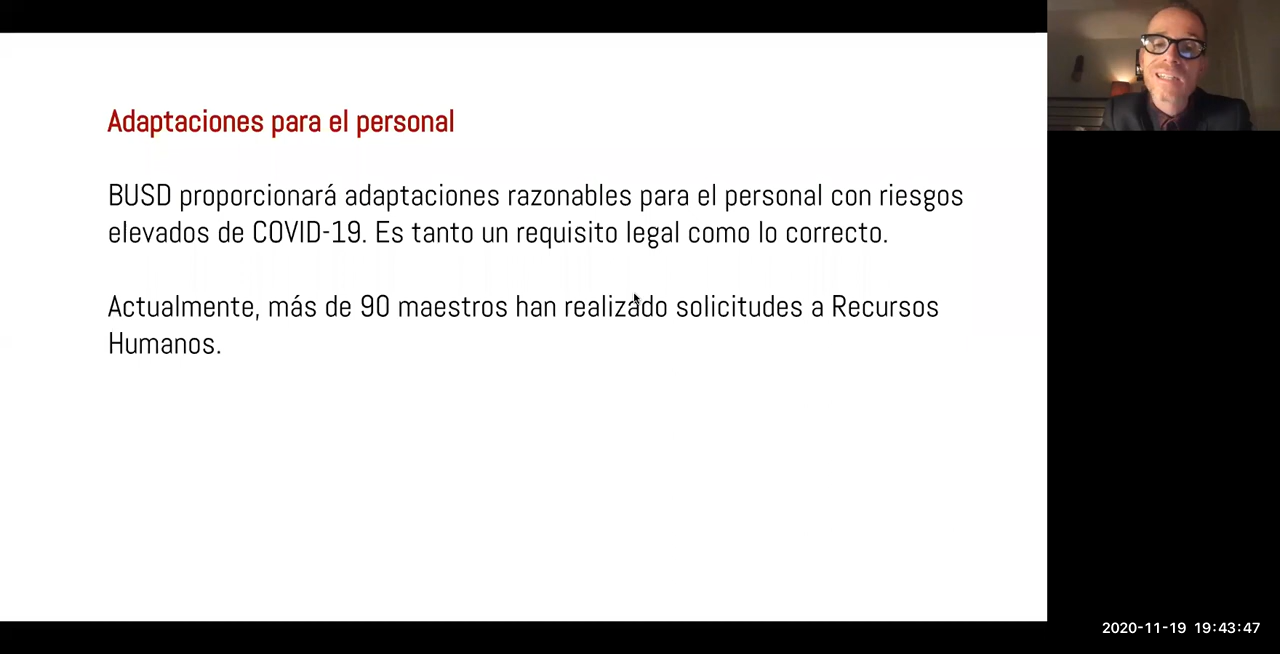 Adaptaciones para el personal
BUSD proporcionará adaptaciones razonables para el personal con riesgos
elevados de COVID-19. Es tanto un requisito legal como lo correcto.
Actualmente, más de 90 maestros han realizado solicitudes a Recursos
Humanos.
2020-11-19 19:43:47